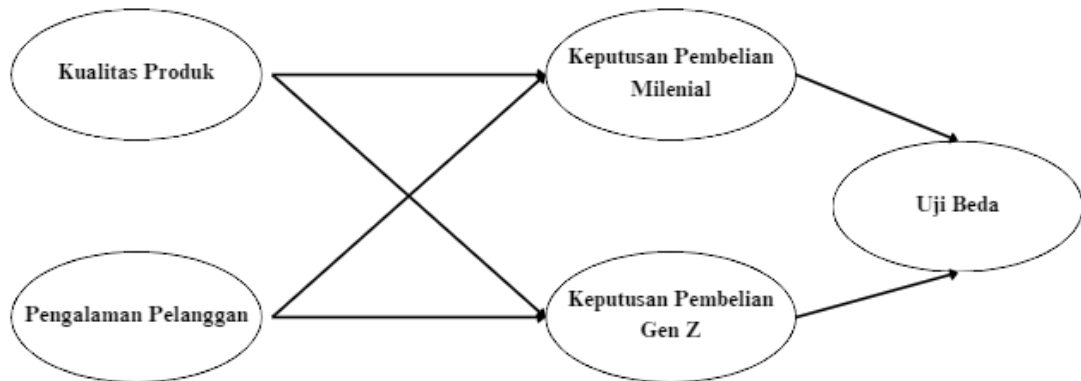 Kualitas Produk
Keputusan Pembelian
Milenial
Uji Beda
Pengalaman Pelanggan
Keputusan Pembelian
Gen Z